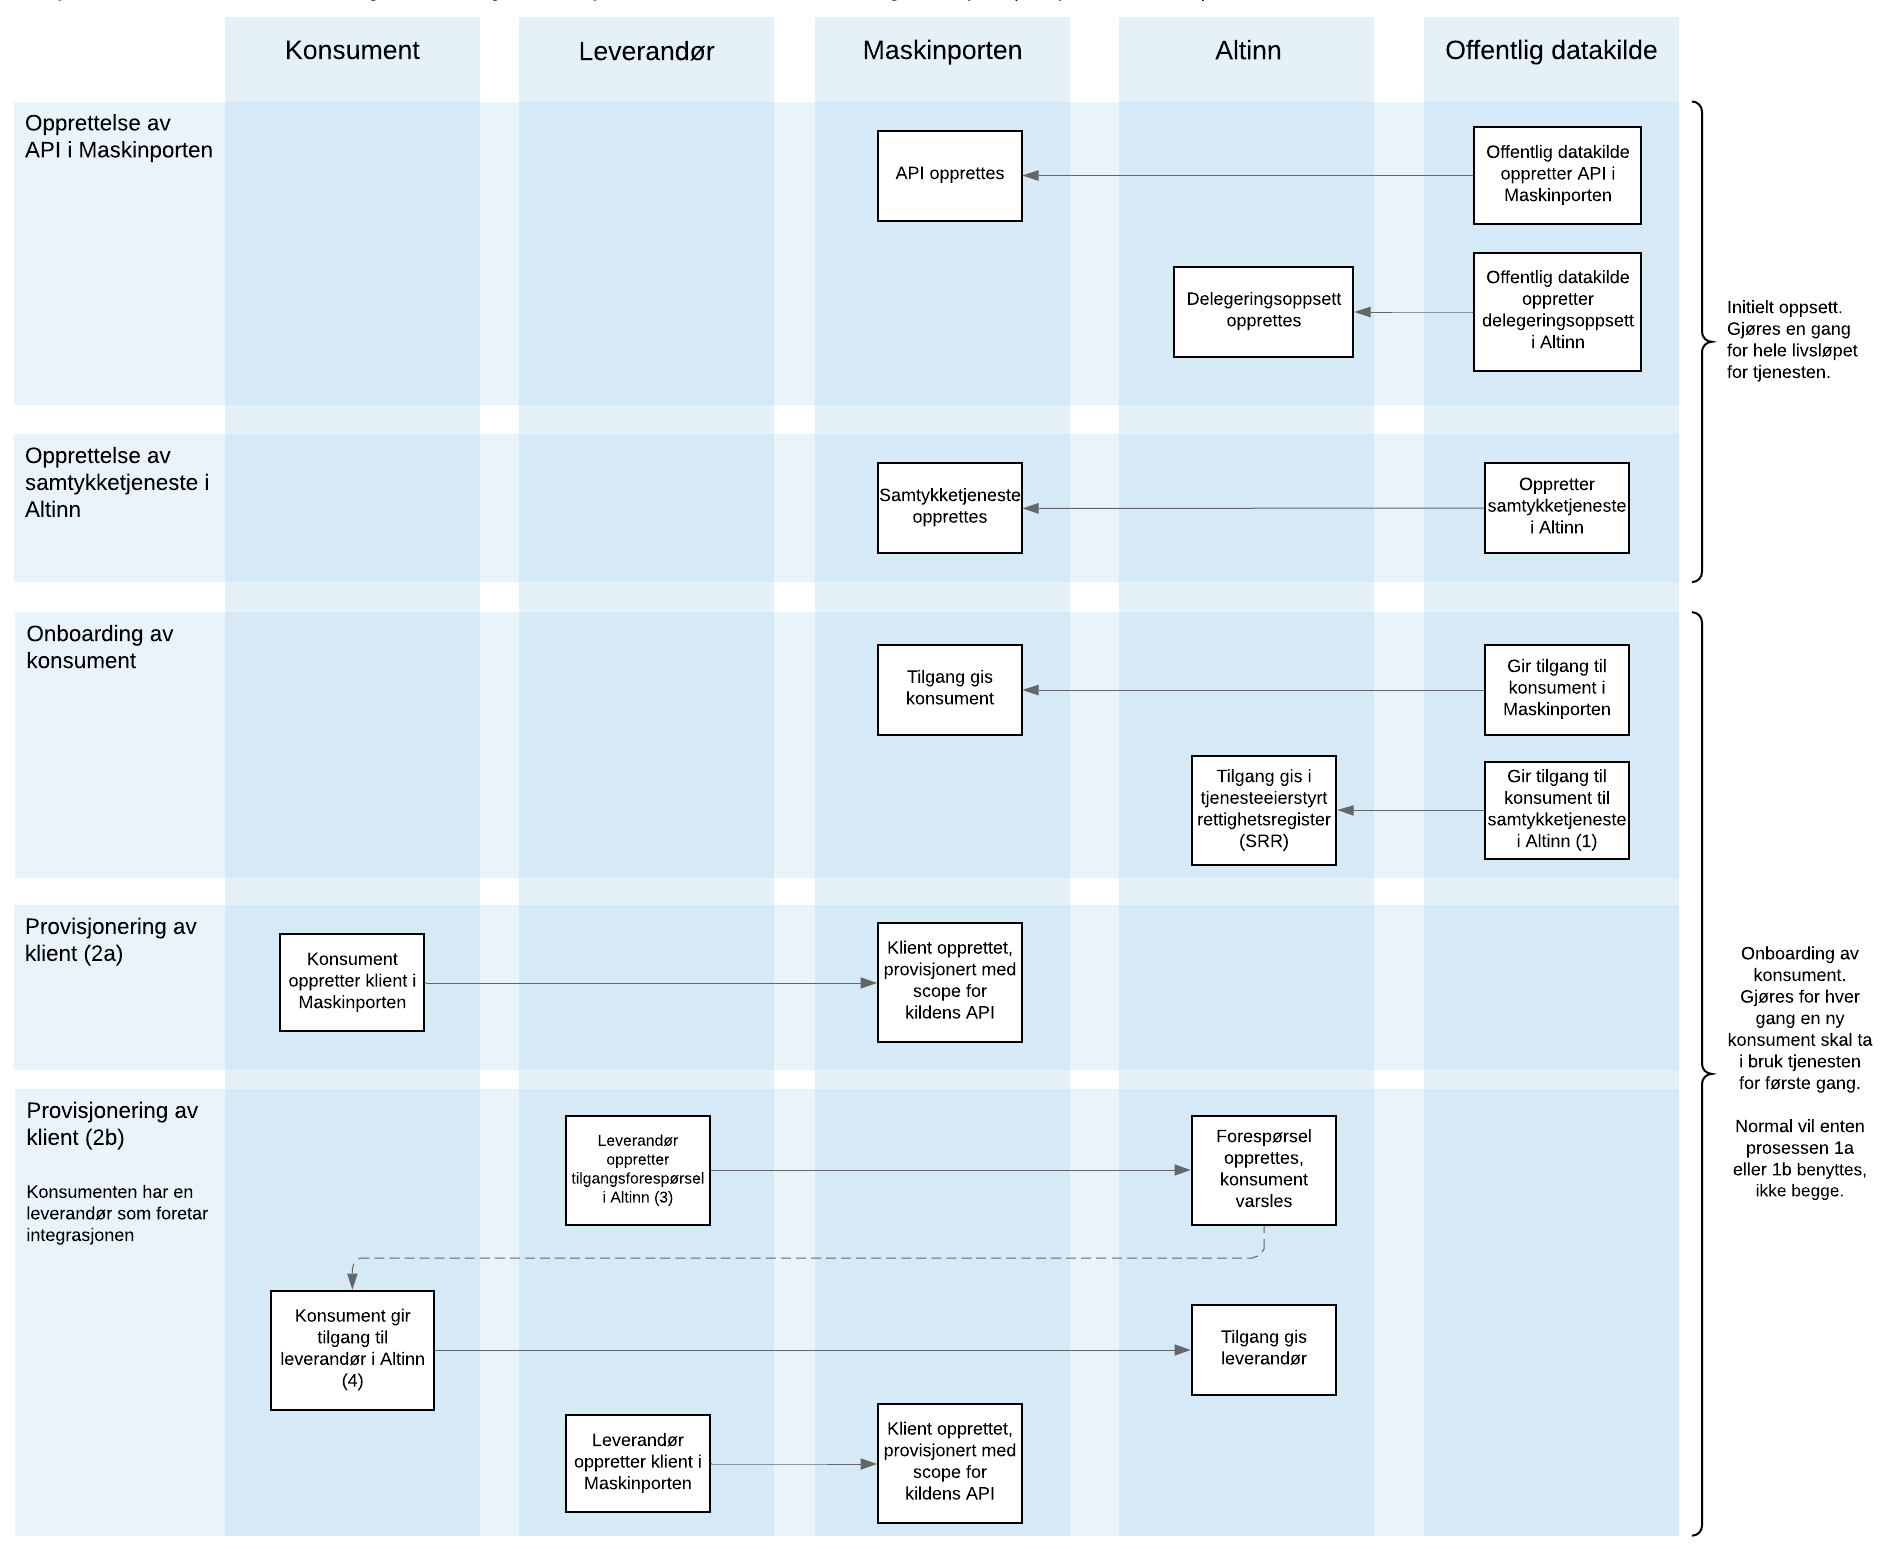 Konsument
Leverandør
Maskinporten
Altinn
Offentlig datakilde
Opprettelse av
API i Maskinporten
API opprettes
Offentlig datakilde
oppretter API i
Maskinporten
Delegeringsoppsett
opprettes
Offentlig datakilde
oppretter
delegeringsoppsett
i Altinn
Initielt oppsett.
Gjøres en gang
for hele livsløpet
for tjenesten.
Opprettelse av
samtykketjeneste i
Altinn
Samtykketjeneste
opprettes
Oppretter
samtykketjeneste
i Altinn
Onboarding av
konsument
Tilgang gis
konsument
Gir tilgang til
konsument i
Maskinporten
Tilgang gis i
tjenesteeierstyrt
rettighetsregister
(SRR)
Gir tilgang til
konsument til
samtykketjeneste
i Altinn (1)
Provisjonering av
klient (2a)
Konsument
oppretter klient i
Maskinporten
Klient opprettet,
provisjonert med
scope for
kildens API
Onboarding av
konsument.
Gjøres for hver
gang en ny
konsument skal ta
i bruk tjenesten
for første gang.
Normal vil enten
prosessen 1a
eller 1b benyttes,
ikke begge.
Provisjonering av
klient (2b)
Konsumenten har en
leverandør som foretar
integrasjonen
Leverandør
oppretter
tilgangsforespørsel
i Altinn (3)
Forespørsel
opprettes,
konsument
varsles
Konsument gir
tilgang til
leverandør i Altinn
(4)
Tilgang gis
leverandør
Leverandør
oppretter klient i
Maskinporten
Klient opprettet,
provisjonert med
scope for
kildens API